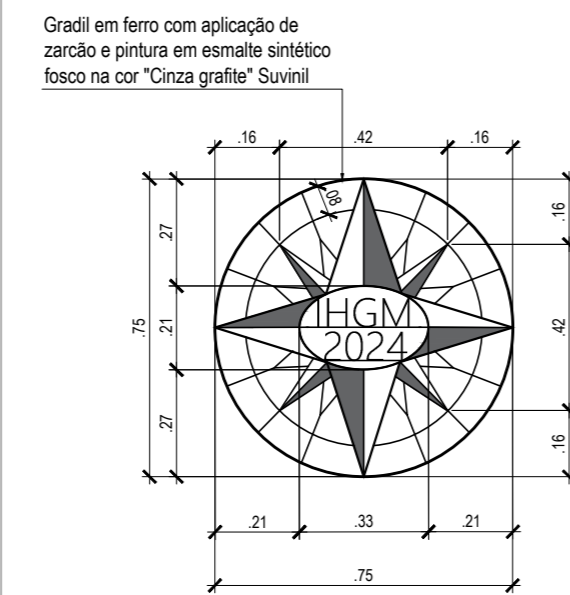 Gradil em ferro com aplicação de
zarcão e pintura em esmalte sintético
fosco na cor "Cinza grafite" Suvinil
.16 .42 .16
.08
.16
.27
.75
.21
.42
.27
.16
IHGM
2024
.21 .33 .21
.75